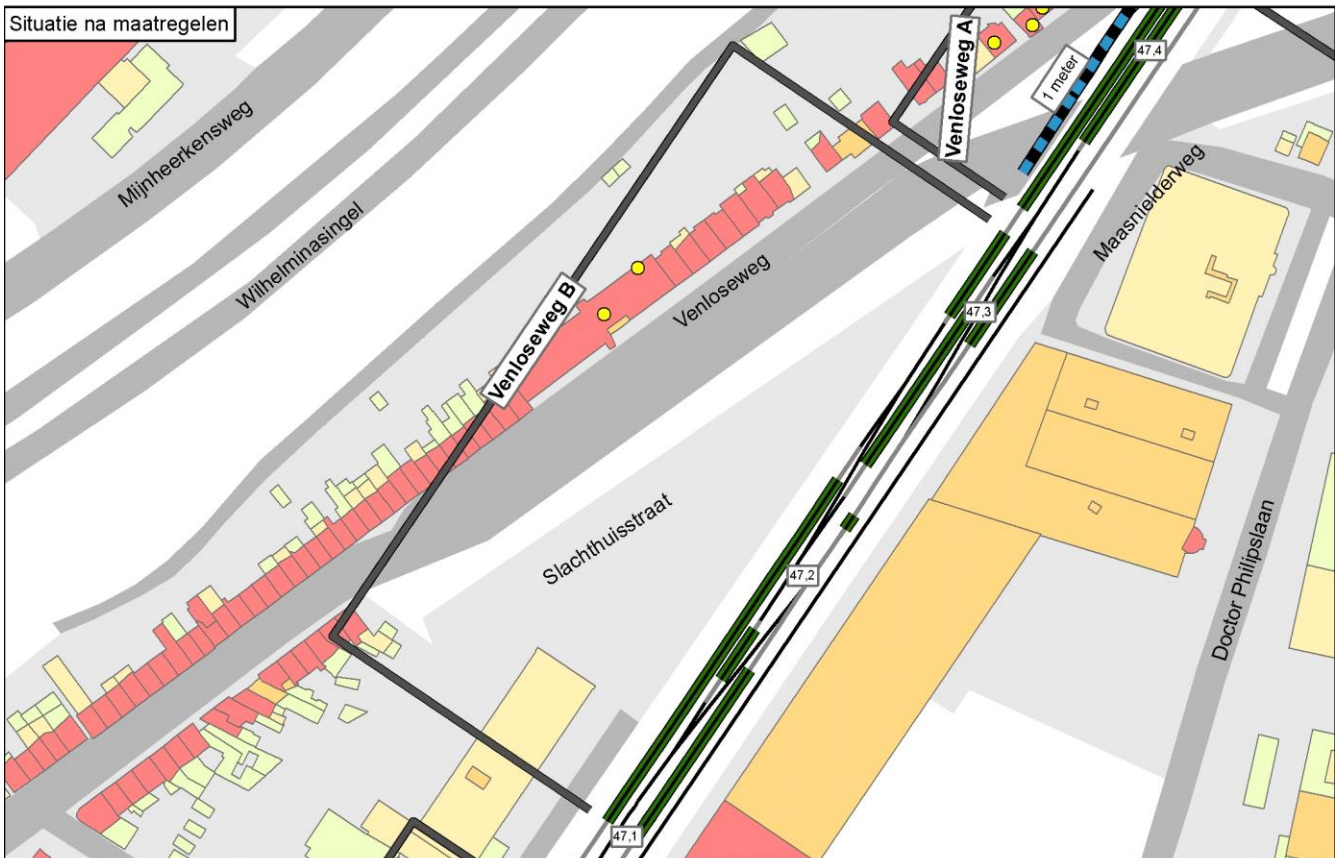 Situatie na maatregelen
Venloseweg A
47,4
1 meter
Mijnheerkensweg
Maasnielderweg
Wilhelminasingel
Venloseweg
47,3
Venloseweg B
Slachthuisstraat
47,2
Doctor Philipslaan
47,1